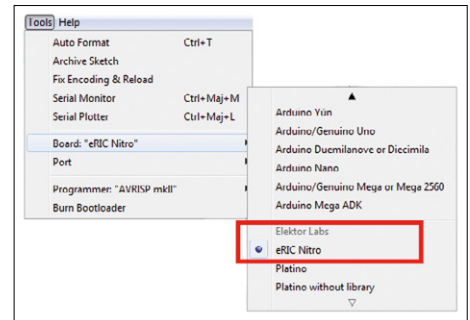 Tools Help
Auto Format Ctrl+T
Archive Sketch
Fix Encoding & Reload
Serial Monitor Ctrl+Maj+M
Serial Plotter Ctrl+Maj+L
Board: "eRIC Nitro"
Port
Programmer: "AVRISP mkII"
Burn Bootloader
Arduino Yún
Arduino/Genuino Uno
Arduino Duemilanove or Diecimila
Arduino Nano
Arduino/Genuino Mega or Mega 2560
Arduino Mega ADK
Elektor Labs
eRIC Nitro
Platino
Platino without library